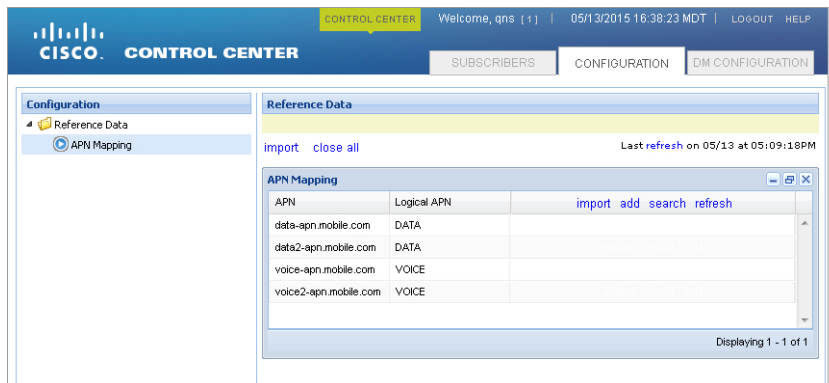 CONTROL CENTER Welcome, qns [1] | 05/13/2015 16:38:23 MDT | LOGOUT HELP
CISCO. CONTROL CENTER
SUBSCRIBERS CONFIGURATION DM CONFIGURATION
Configuration
Reference Data
APN Mapping
Reference Data
import close all Last refresh on 05/13 at 05:09:18PM
APN Mapping
APN Logical APN import add search refresh
data-apn.mobile.com DATA
data2-apn.mobile.com DATA
voice-apn.mobile.com VOICE
voice2-apn.mobile.com VOICE
Displaying 1 - 1 of 1